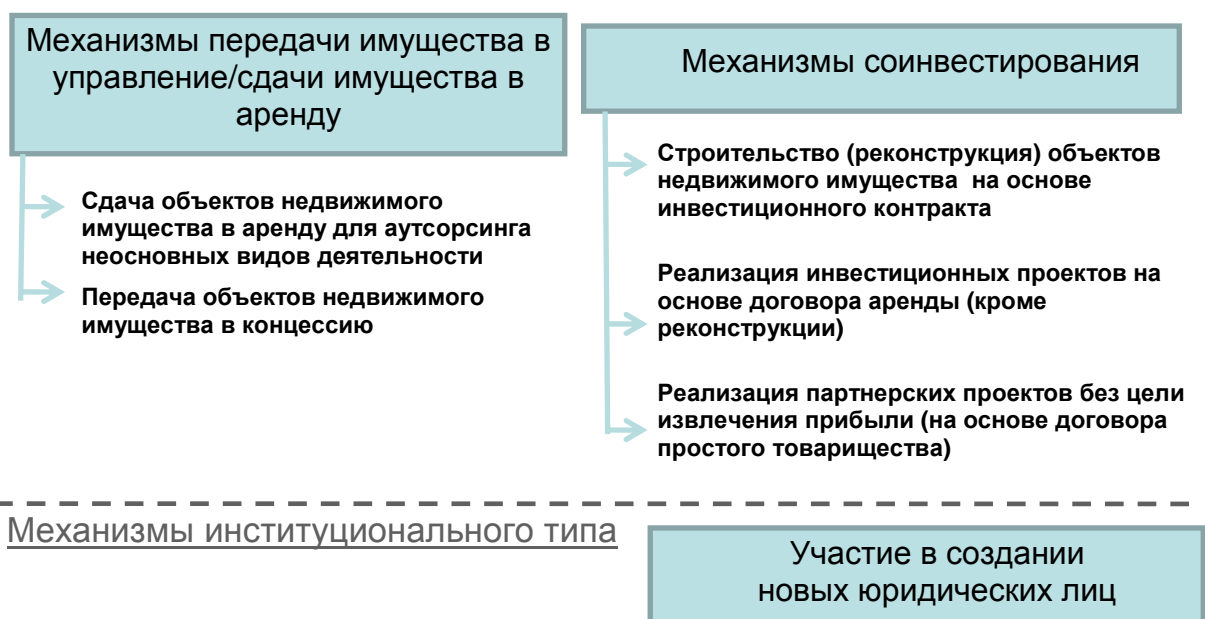 Механизмы передачи имущества в
управление/сдачи имущества в
аренду
Сдача объектов недвижимого
имущества в аренду для аутсорсинга
неосновных видов деятельности
Передача объектов недвижимого
имущества в концессию
Механизмы соинвестирования
Строительство (реконструкция) объектов
недвижимого имущества на основе
инвестиционного контракта
Реализация инвестиционных проектов на
основе договора аренды (кроме
реконструкции)
Реализация партнерских проектов без цели
извлечения прибыли (на основе договора
простого товарищества)
Механизмы институционального типа
Участие в создании
новых юридических лиц